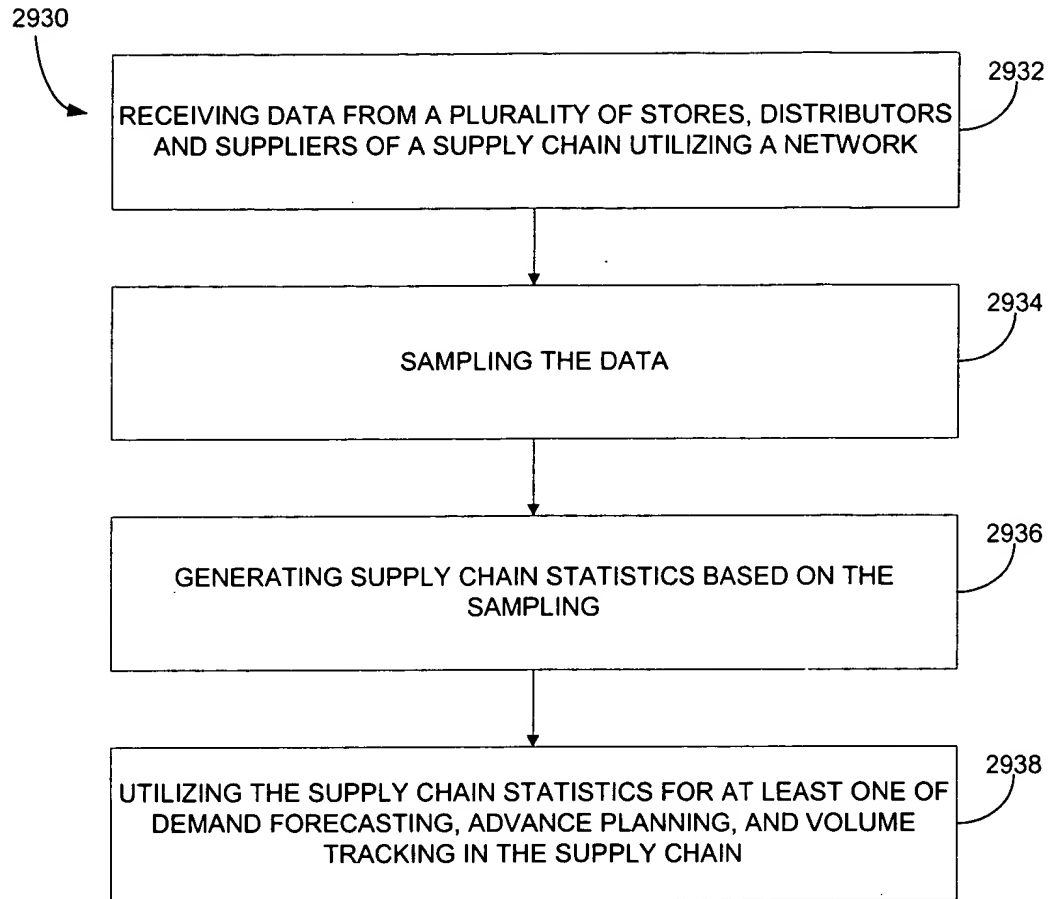 2930
2932
RECEIVING DATA FROM A PLURALITY OF STORES, DISTRIBUTORS
AND SUPPLIERS OF A SUPPLY CHAIN UTILIZING A NETWORK
2934
SAMPLING THE DATA
2936
GENERATING SUPPLY CHAIN STATISTICS BASED ON THE
SAMPLING
2938
UTILIZING THE SUPPLY CHAIN STATISTICS FOR AT LEAST ONE OF
DEMAND FORECASTING, ADVANCE PLANNING, AND VOLUME
TRACKING IN THE SUPPLY CHAIN